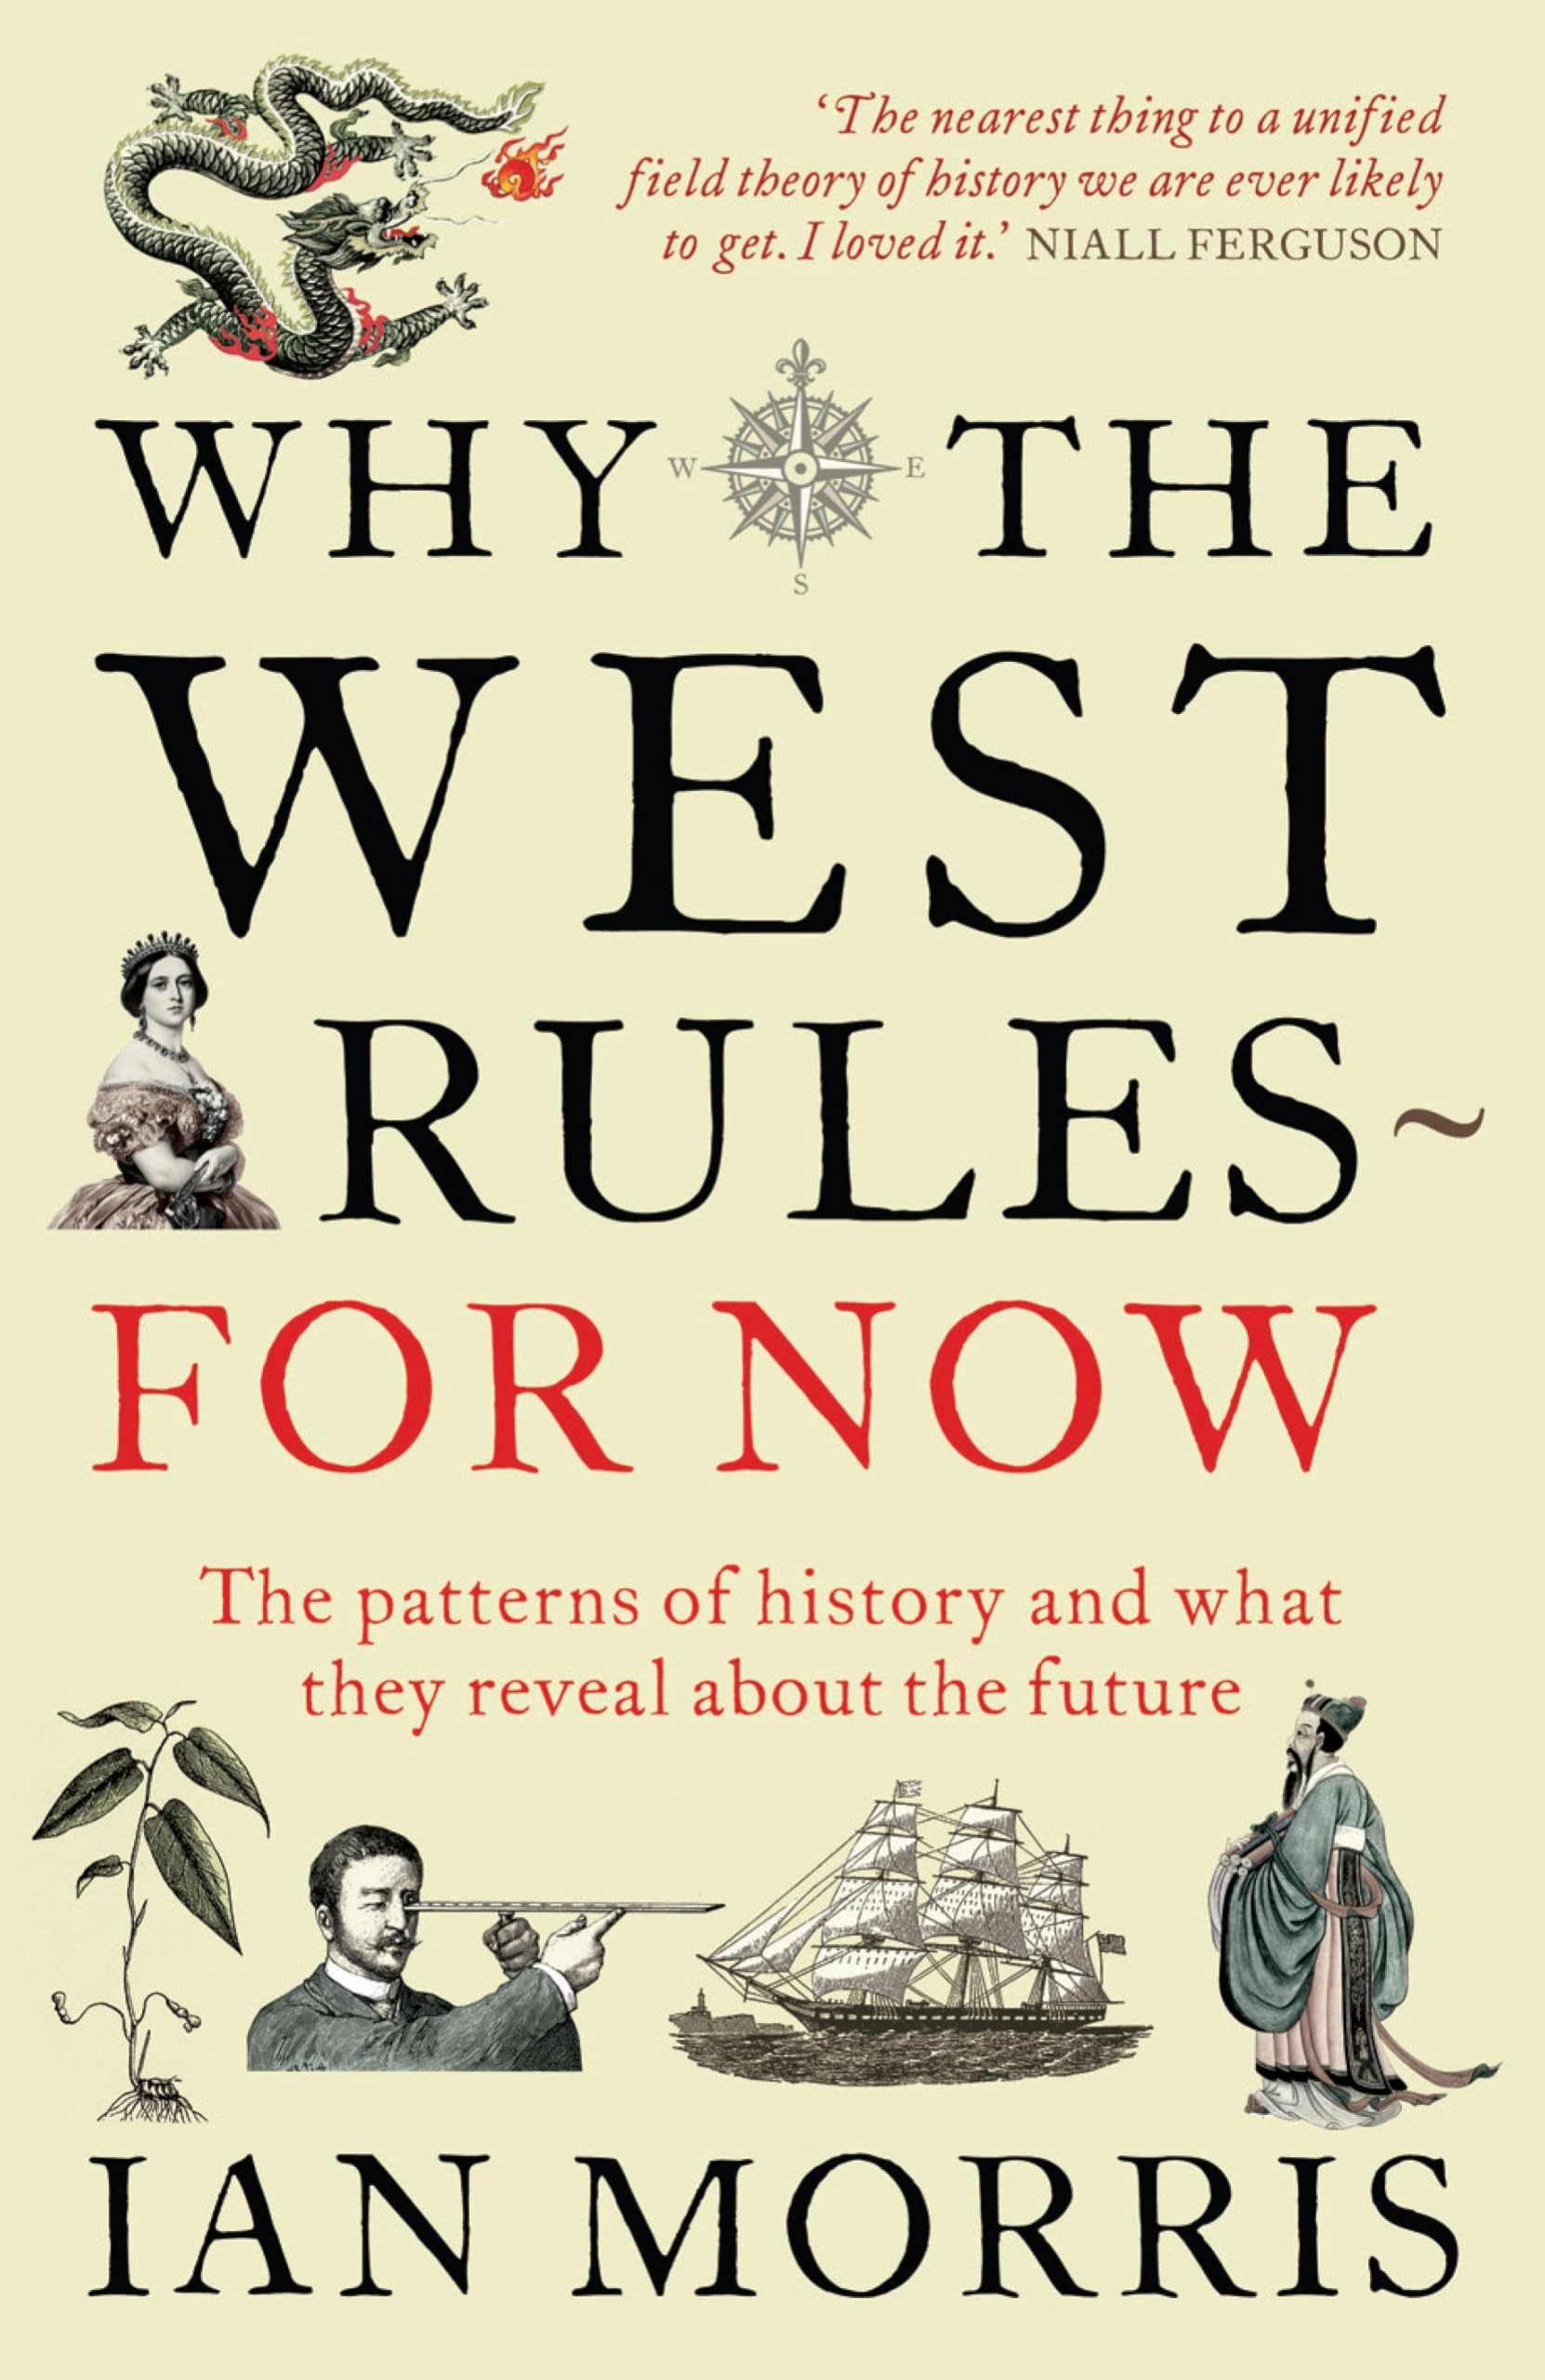 ‘The nearest thing to a unified
field theory of history we are ever likely
to get. I loved it.’ NIALL FERGUSON
WHY THE
W E
S
WEST
RULES~
FOR NOW
The patterns of history and what
they reveal about the future
IAN MORRIS